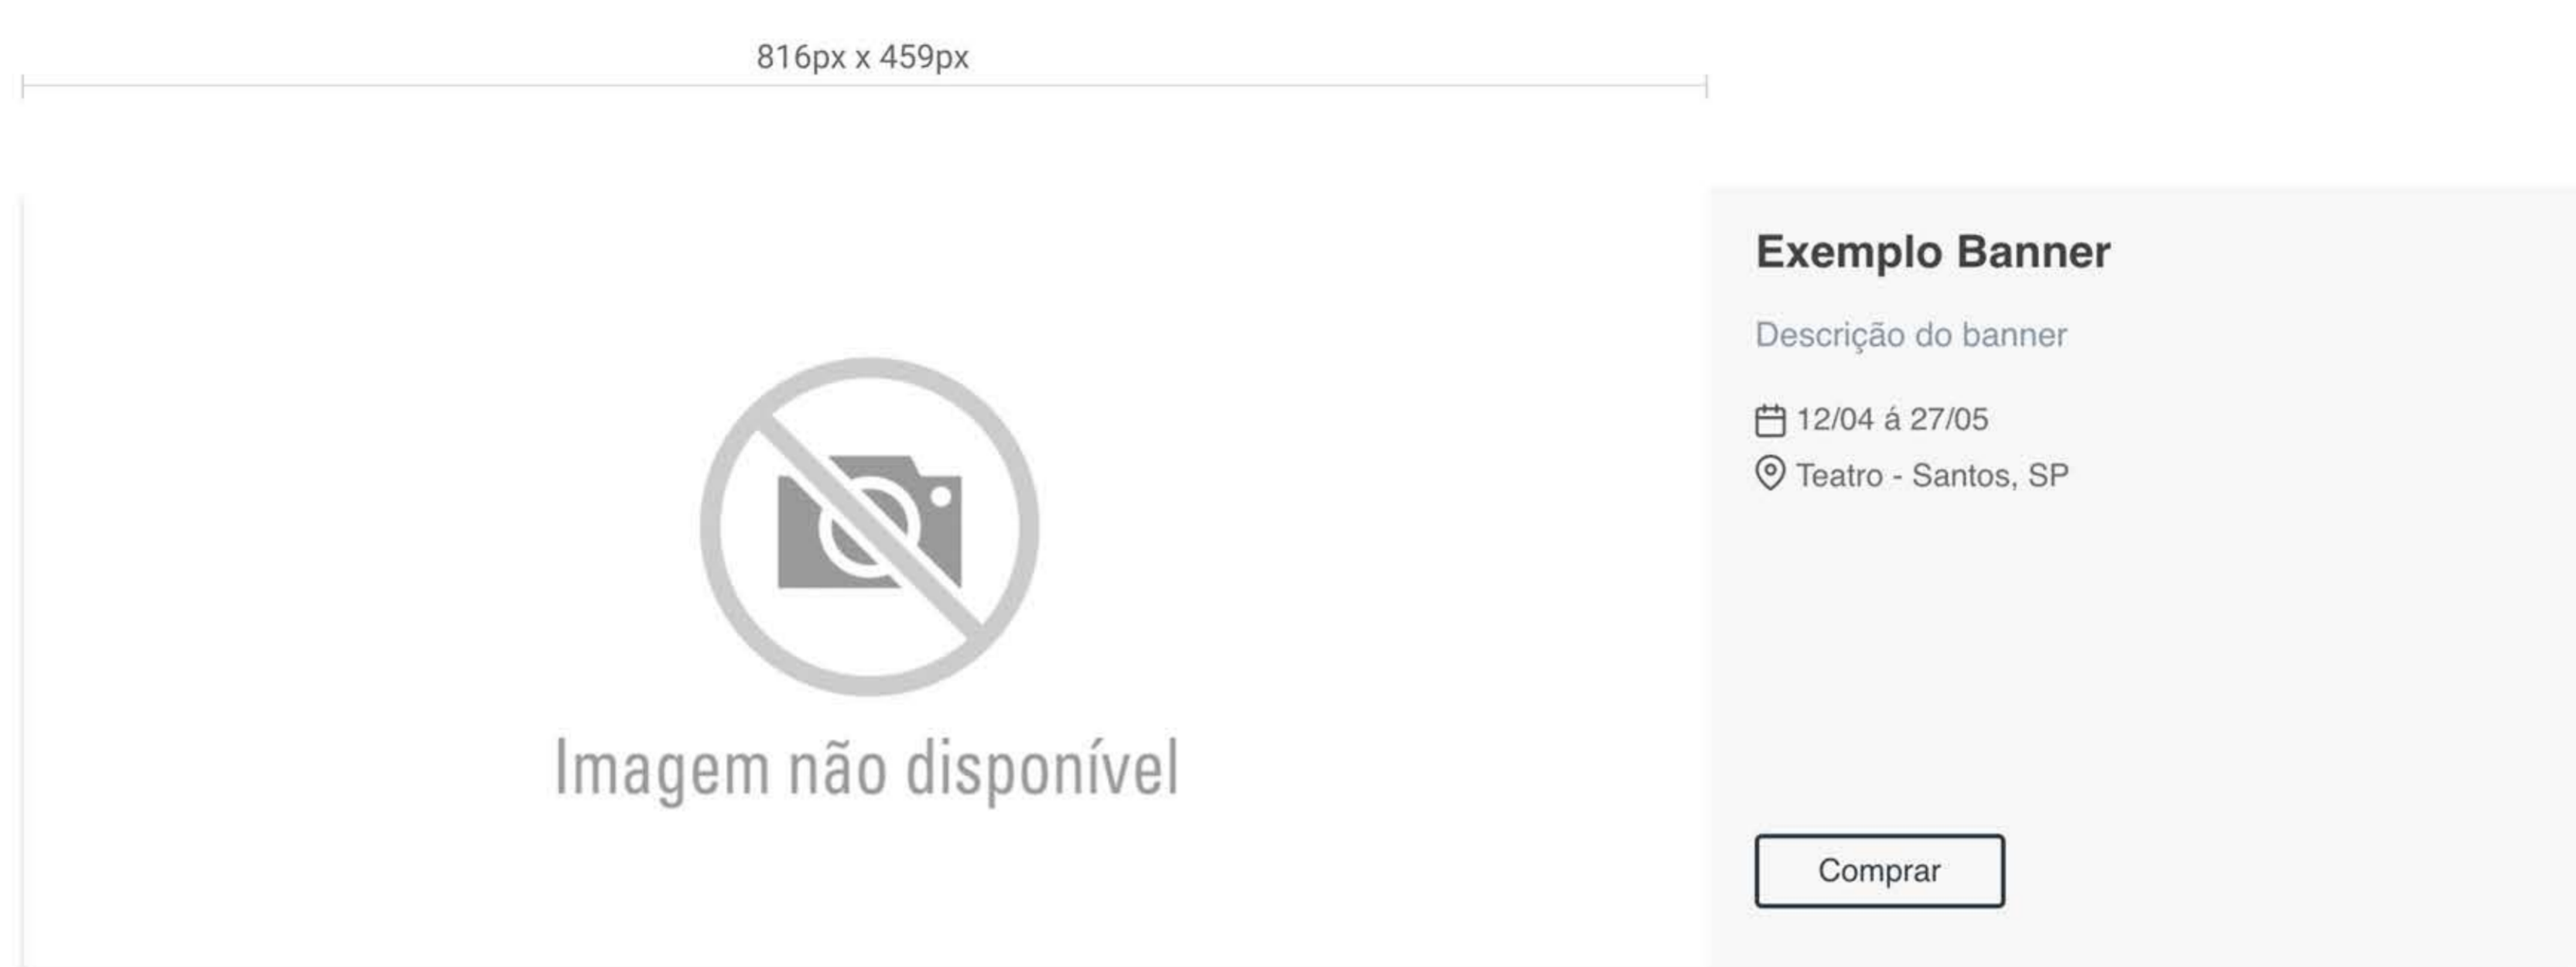 816px x 459px
Imagem não disponível
Exemplo Banner
Descrição do banner
12/04 á 27/05
Teatro - Santos, SP
Comprar